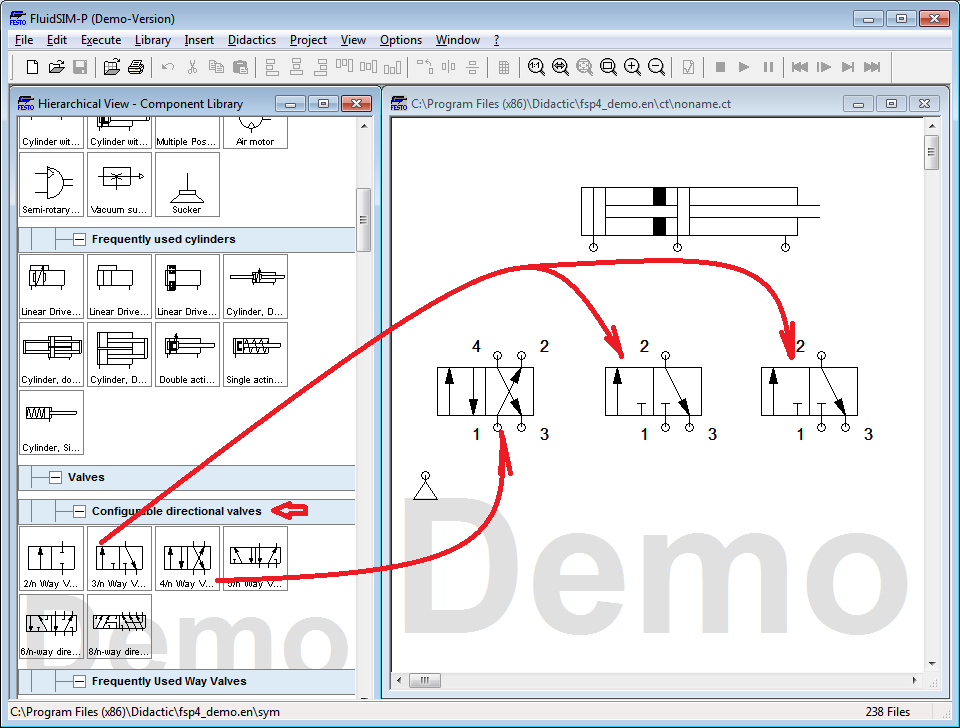 FluidSIM-P (Demo-Version)
File Edit Execute Library Insert Didactics Project View Options Window ?
1:1
FESTO Hierarchical View - Component Library
FESTO C:\Program Files (x86)\Didactic\fsp4_demo.en\ct\noname.ct
Cylinder wit... Cylinder wit... Multiple Pos... Air motor
Semi-rotary... Vacuum su... Sucker
Frequently used cylinders
Linear Drive... Linear Drive... Linear Drive... Cylinder, D...
Cylinder, do... Cylinder, D... Double acti... Single actin...
Cylinder, Si...
Valves
Configurable directional valves
2/n Way V... 3/n Way V... 4/n Way V... 5/n Way V...
6/n-way dire... 8/n-way dire...
Demo
Frequently Used Way Valves
4 2 2 2
1 3 1 3 1 3
Demo
C:\Program Files (x86)\Didactic\fsp4_demo.en\sym 238 Files